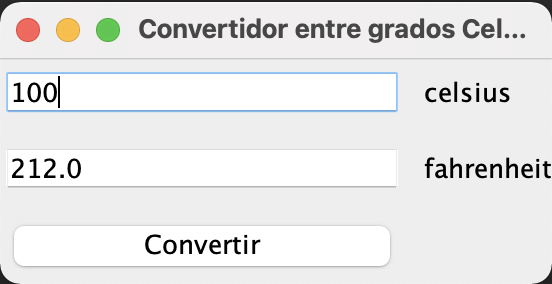 Convertidor entre grados Cel...
100 celsius
212.0 fahrenheit
Convertir